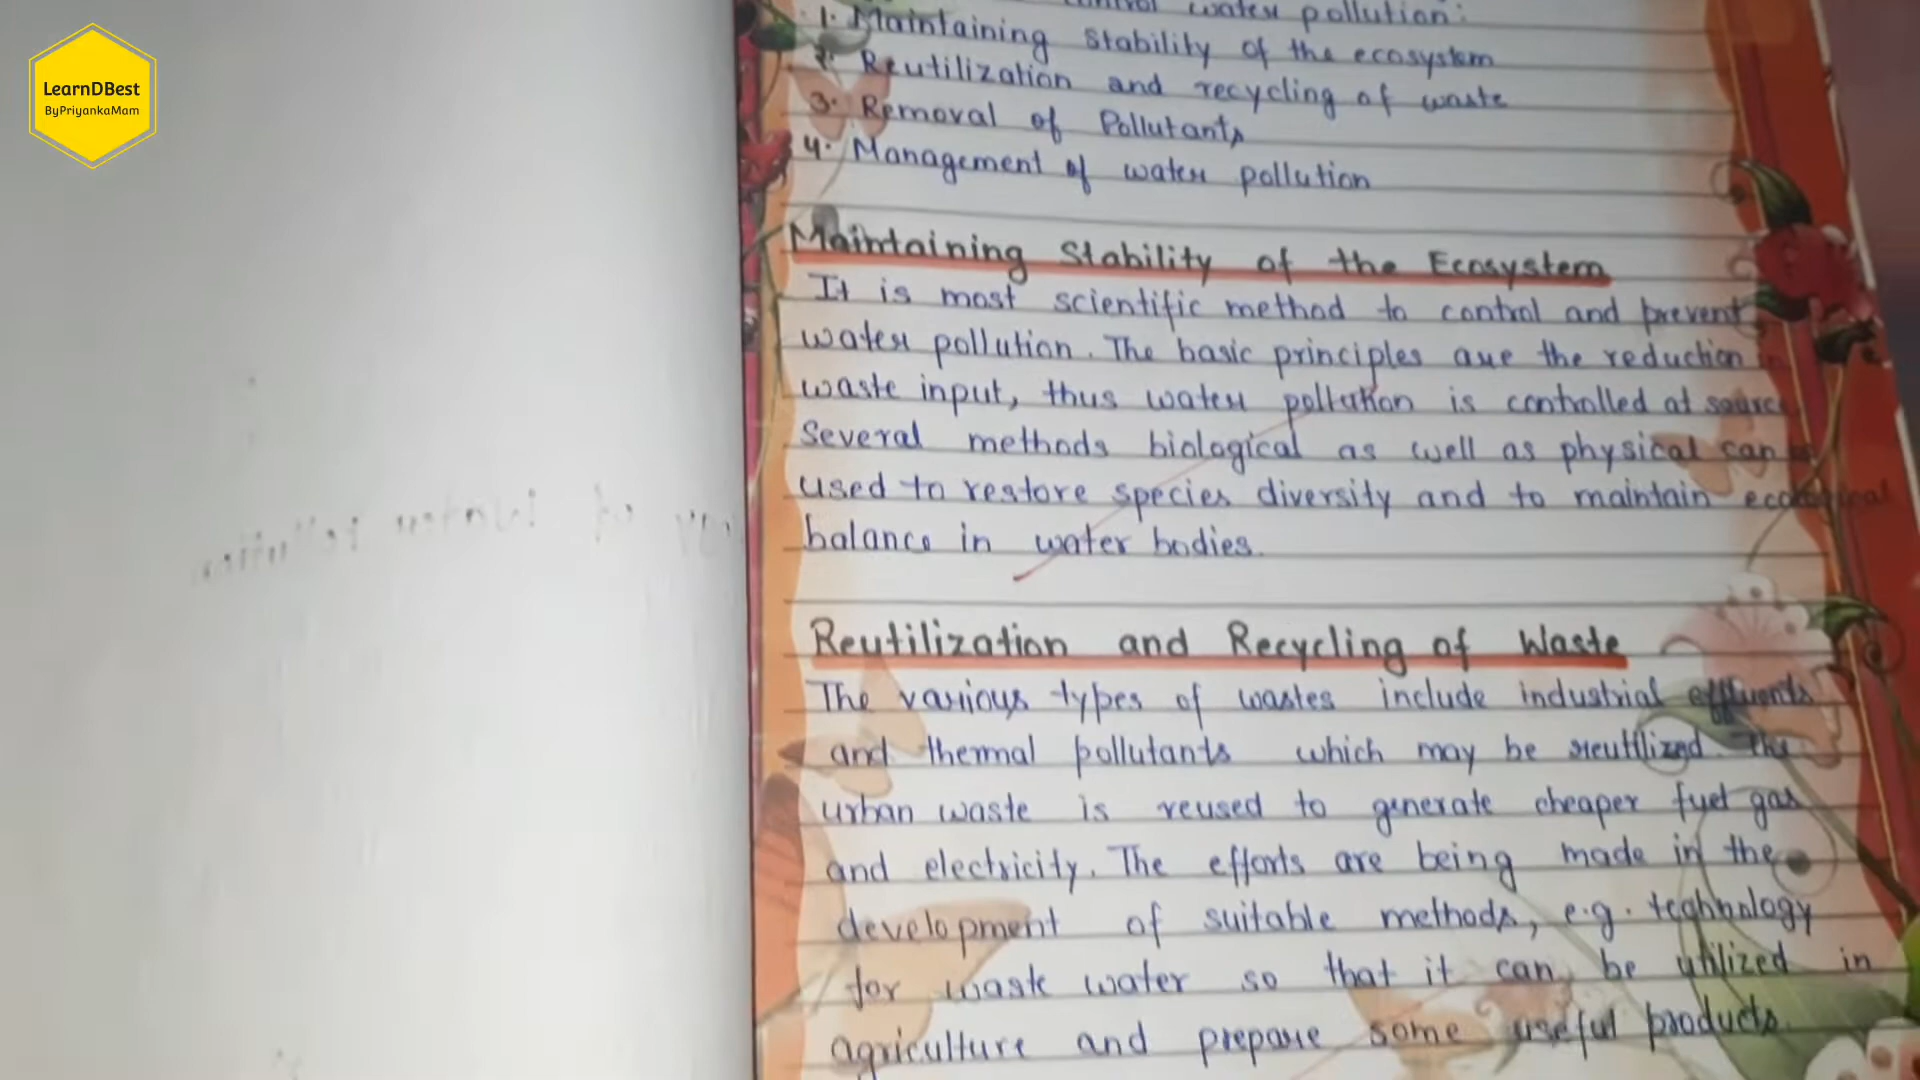 LearnDBest
ByPriyankaMam
water pollution:
1. Maintaining stability of the ecosystem
2. Reutilization and recycling of waste
3. Removal of Pollutants
4. Management of water pollution
Maintaining Stability of the Ecosystem
It is most scientific method to control and prevent
water pollution. The basic principles are the reduction in
waste input, thus water pollution is controlled at source
Several methods biological as well as physical can be
used to restore species diversity and to maintain ecological
balance in water bodies.
Reutilization and Recycling of Waste
The various types of wastes include industrial effluents
and thermal pollutants which may be reutilized. The
urban waste is reused to generate cheaper fuel gas
and electricity. The efforts are being made in the
development of suitable methods, e.g. technology
for waste water so that it can be utilized in
agriculture and prepare some useful products.